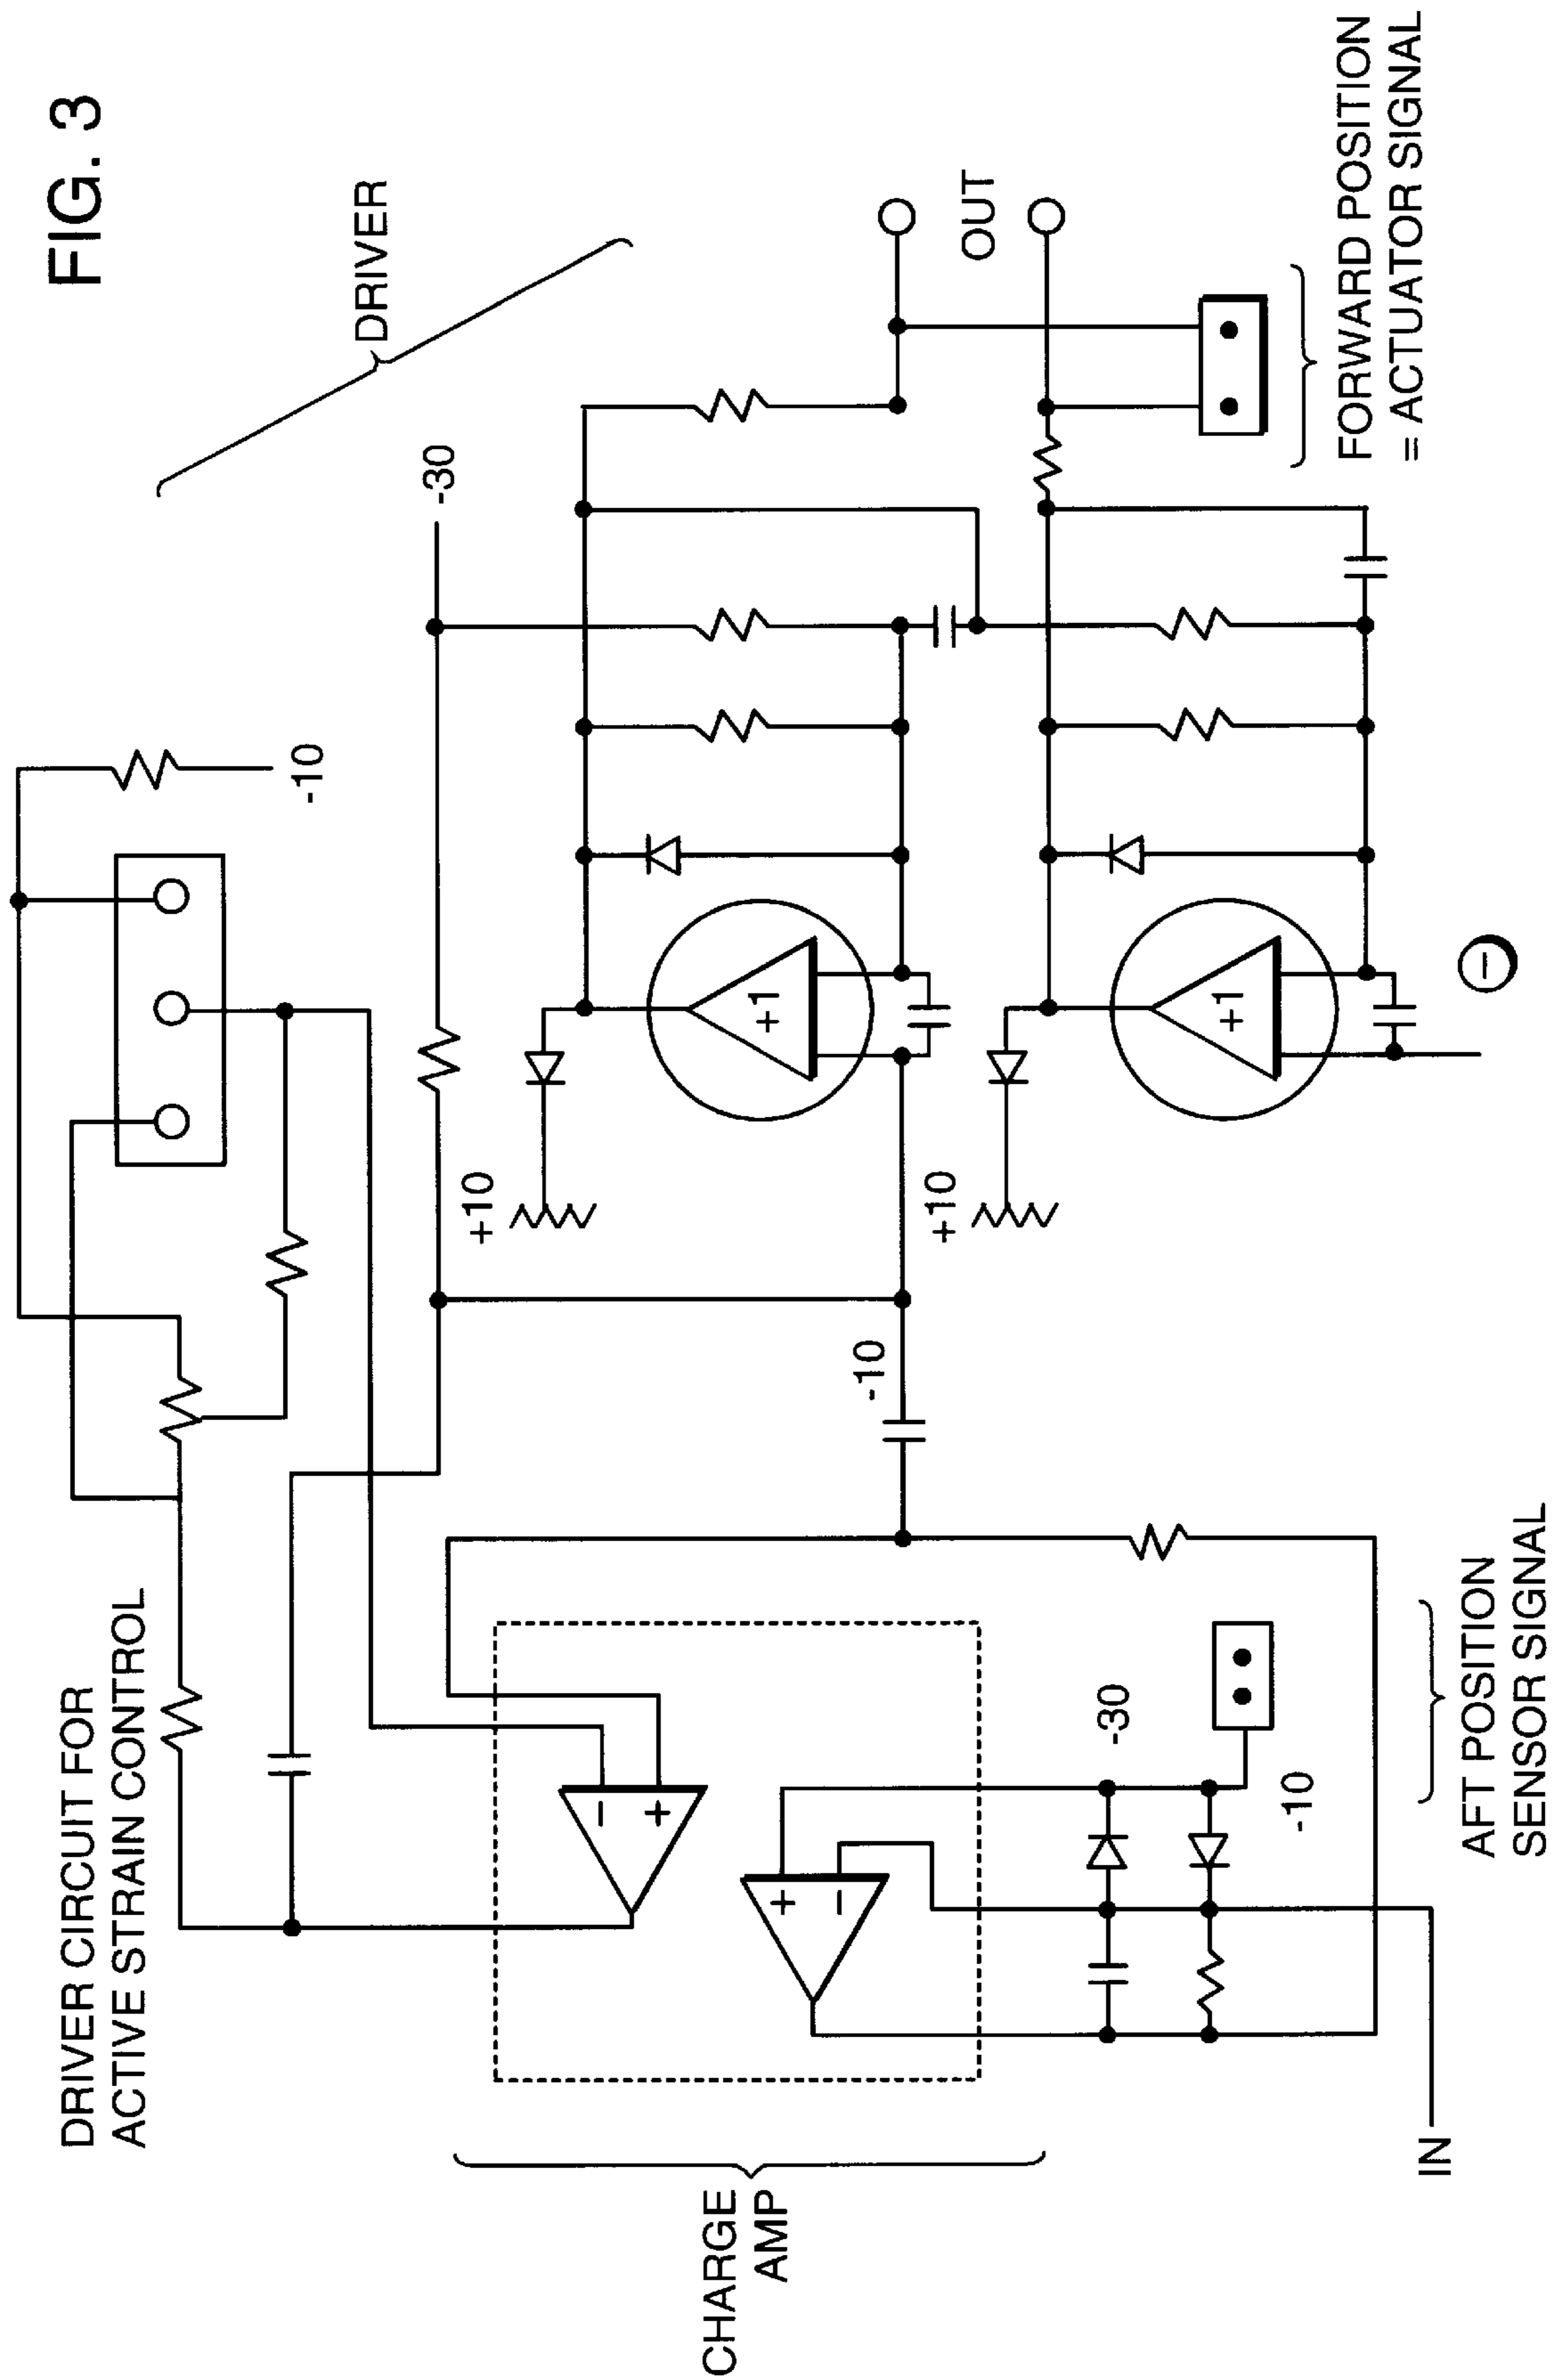 FIG. 3
DRIVER CIRCUIT FOR
ACTIVE STRAIN CONTROL
DRIVER
-10
-30
CHARGE
AMP
-
+
+
-
-30
-10
-10
+10
+1
+10
+1
-
OUT
IN
AFT POSITION
SENSOR SIGNAL
FORWARD POSITION
= ACTUATOR SIGNAL